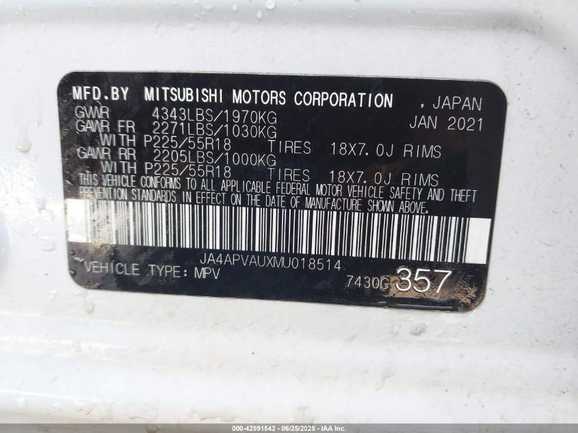 MFD.BY MITSUBISHI MOTORS CORPORATION , JAPAN
GVWR 4343LBS/1970KG JAN 2021
GAWR FR 2271LBS/1030KG
WITH P225/55R18 TIRES 18X7.0J RIMS
GAWR RR 2205LBS/1000KG
WITH P225/55R18 TIRES 18X7.0J RIMS
THIS VEHICLE CONFORMS TO ALL APPLICABLE FEDERAL MOTOR VEHICLE SAFETY AND THEFT
PREVENTION STANDARDS IN EFFECT ON THE DATE OF MANUFACTURE SHOWN ABOVE.
JA4APVAUXMU018514
VEHICLE TYPE: MPV 7430G 357
000-42591542 - 06/25/2025 - IAA Inc.